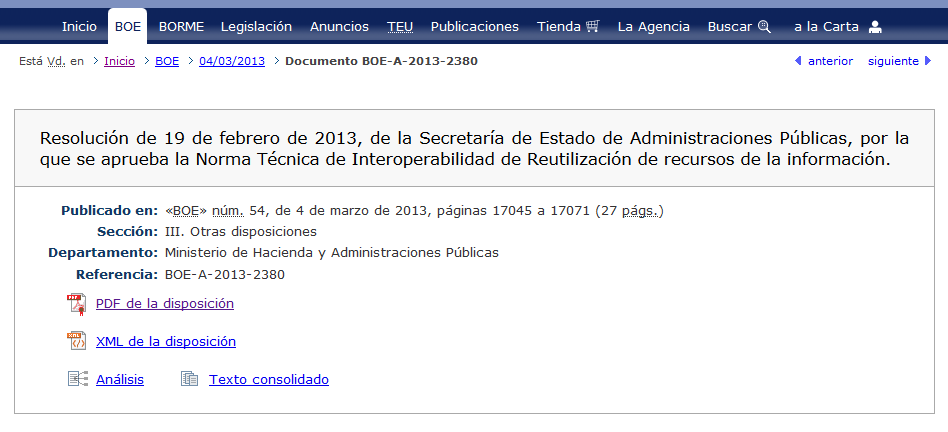 Inicio BOE BORME Legislación Anuncios TEU Publicaciones Tienda La Agencia Buscar a la Carta
Está Vd. en Inicio BOE 04/03/2013 Documento BOE-A-2013-2380 anterior siguiente
Resolución de 19 de febrero de 2013, de la Secretaría de Estado de Administraciones Públicas, por la
que se aprueba la Norma Técnica de Interoperabilidad de Reutilización de recursos de la información.
Publicado en: «BOE» núm. 54, de 4 de marzo de 2013, páginas 17045 a 17071 (27 págs.)
Sección: III. Otras disposiciones
Departamento: Ministerio de Hacienda y Administraciones Públicas
Referencia: BOE-A-2013-2380
PDF PDF de la disposición
XML XML de la disposición
Análisis Texto consolidado